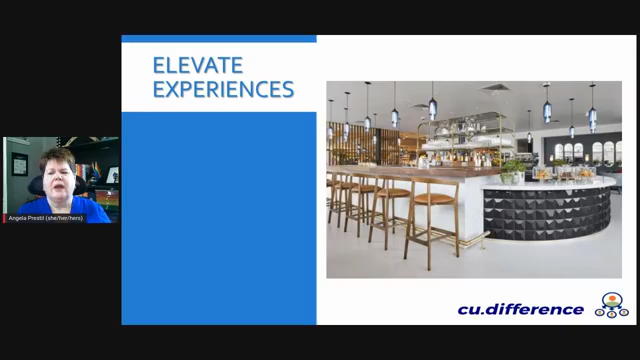 ELEVATE
EXPERIENCES
Angela Prestil (she/her/hers)
cu.difference